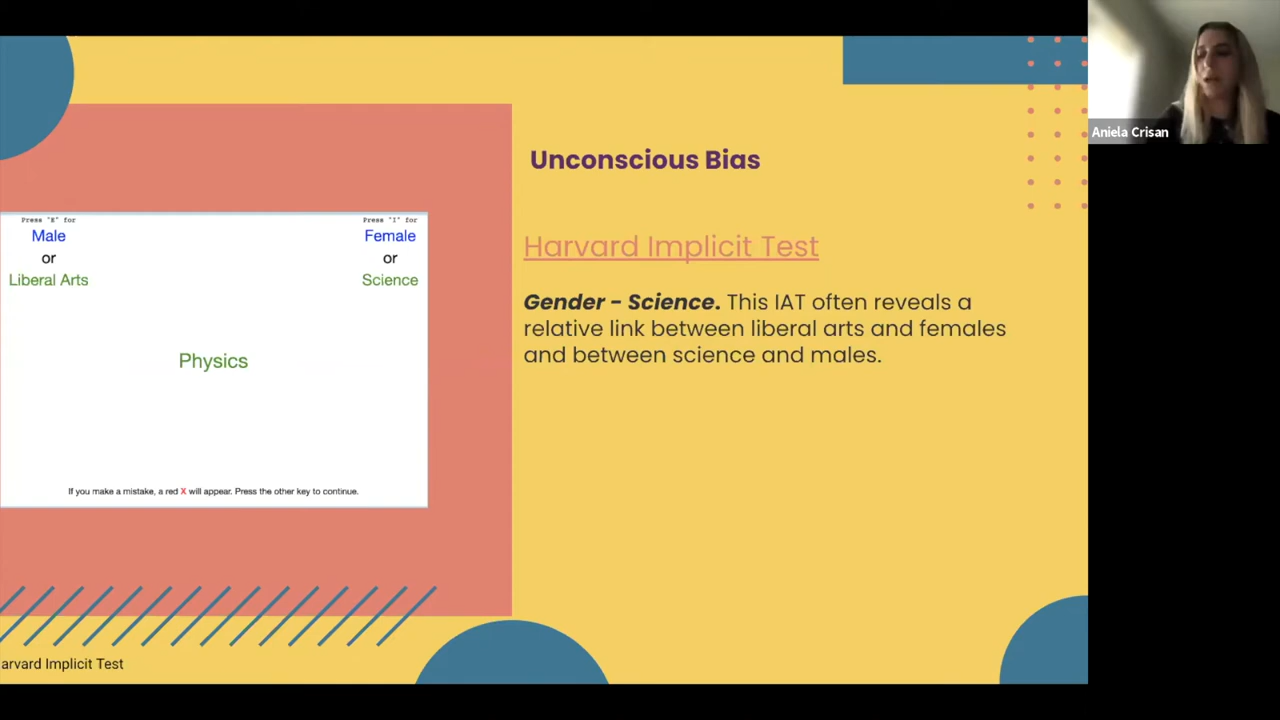 Aniela Crisan
Unconscious Bias
Harvard Implicit Test
Gender - Science. This IAT often reveals a
relative link between liberal arts and females
and between science and males.
Press "E" for
Male
or
Liberal Arts
Press "I" for
Female
or
Science
Physics
If you make a mistake, a red X will appear. Press the other key to continue.
arvard Implicit Test